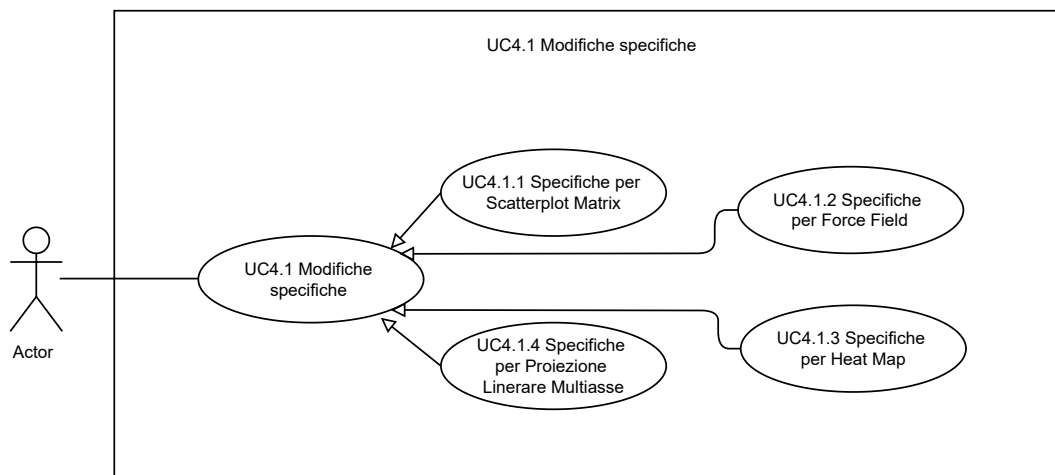 UC4.1 Modifiche specifiche
UC4.1.1 Specifiche per
Scatterplot Matrix
UC4.1.2 Specifiche
per Force Field
UC4.1 Modifiche
specifiche
Actor
UC4.1.3 Specifiche
per Heat Map
UC4.1.4 Specifiche
per Proiezione
Linerare Multiasse